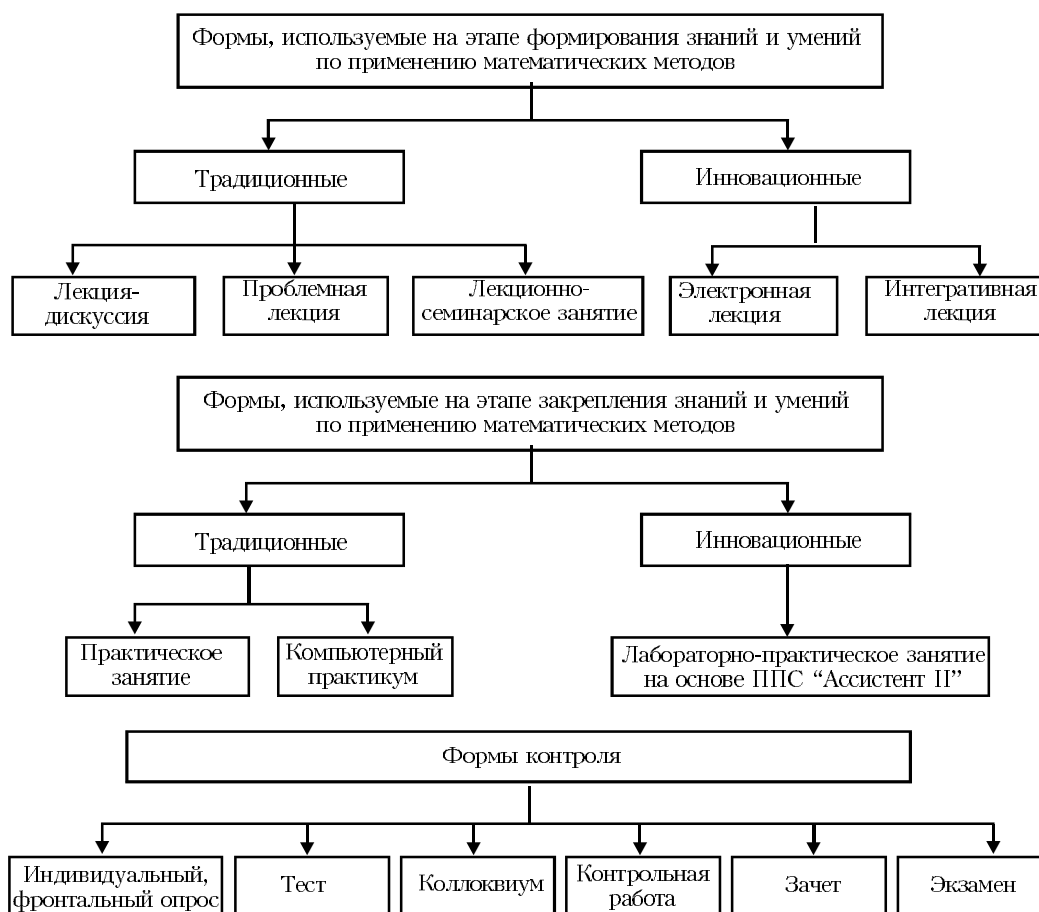 Формы, используемые на этапе формирования знаний и умений
по применению математических методов
Традиционные
Инновационные
Лекция-
дискуссия
Проблемная
лекция
Лекционно-
семинарское занятие
Электронная
лекция
Интегративная
лекция
Формы, используемые на этапе закрепления знаний и умений
по применению математических методов
Традиционные
Инновационные
Практическое
занятие
Компьютерный
практикум
Лабораторно-практическое занятие
на основе ППС “Ассистент II”
Формы контроля
Индивидуальный,
фронтальный опрос
Тест
Коллоквиум
Контрольная
работа
Зачет
Экзамен